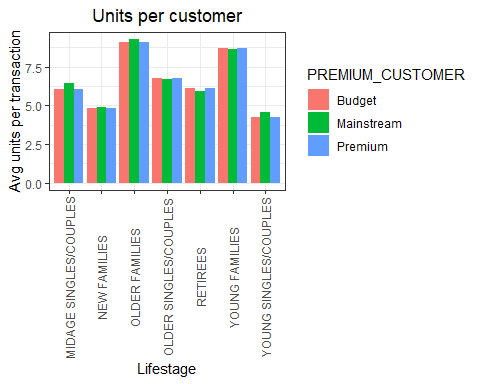 Units per customer
Avg units per transaction
7.5
5.0
2.5
0.0
MIDAGE SINGLES/COUPLES
NEW FAMILIES
OLDER FAMILIES
OLDER SINGLES/COUPLES
RETIREES
YOUNG FAMILIES
YOUNG SINGLES/COUPLES
Lifestage
PREMIUM_CUSTOMER
Budget
Mainstream
Premium